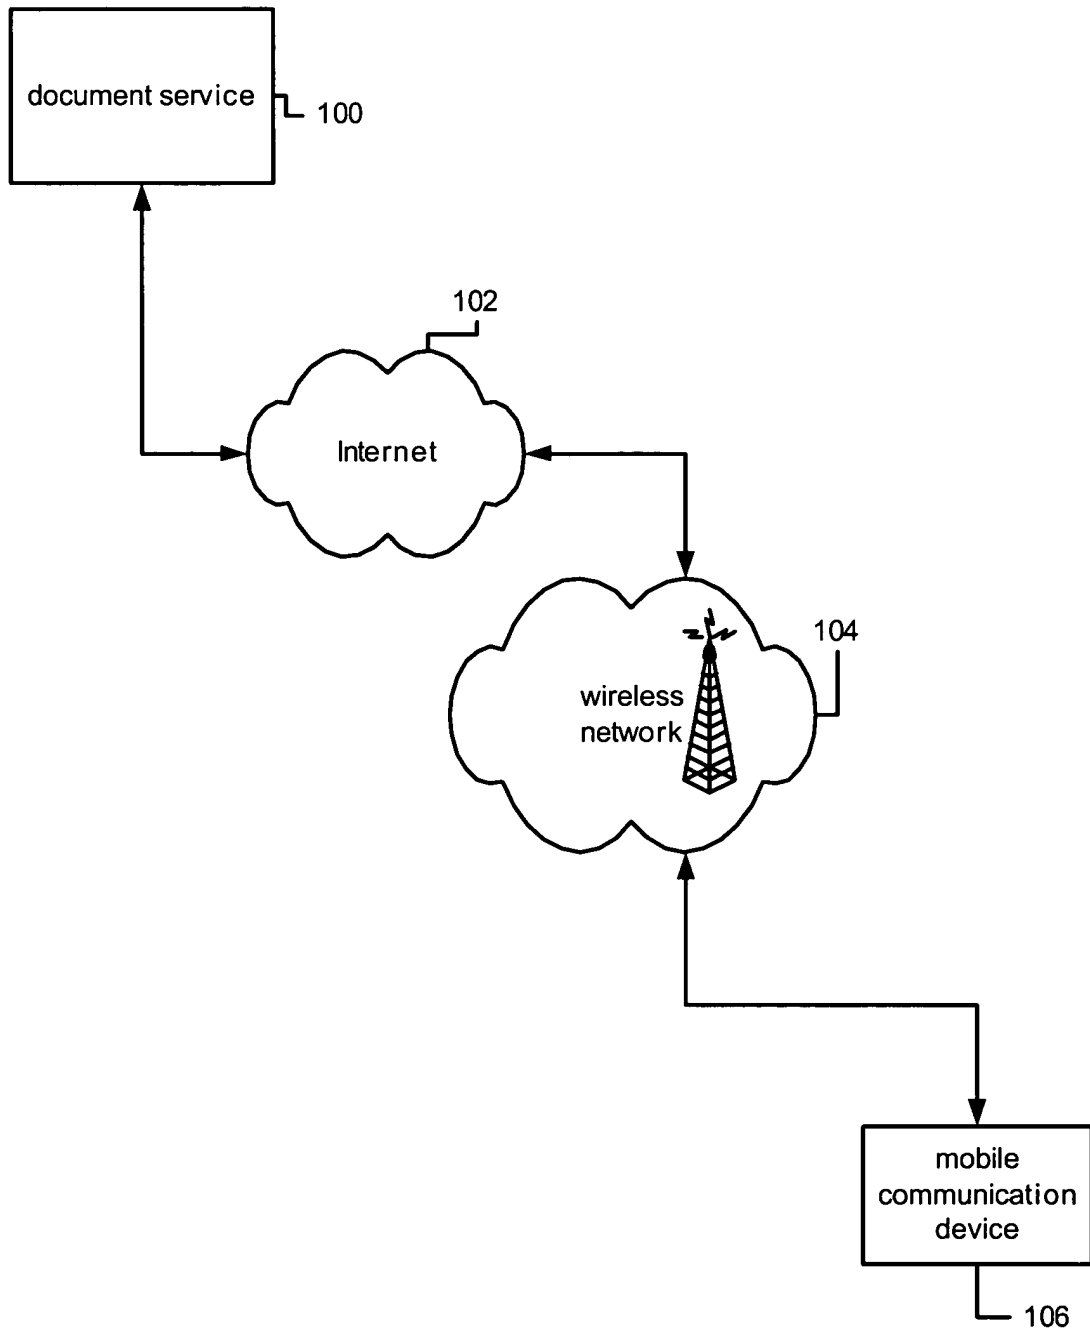 document service
100
102
Internet
104
wireless
network
mobile
communication
device
106